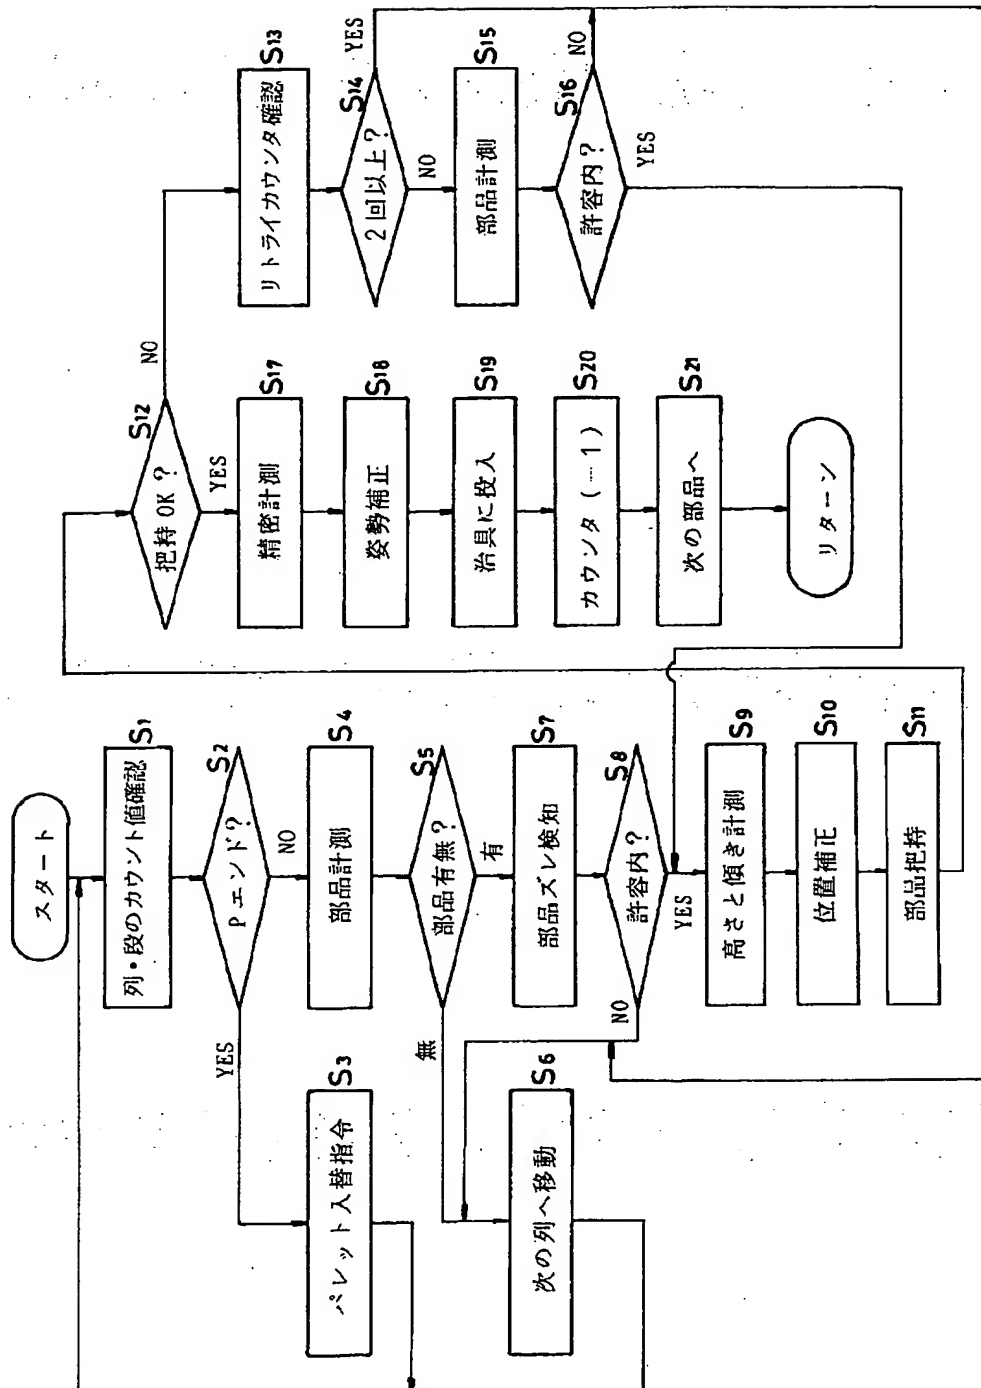 スタート
列・段のカウント値確認
S1
Pエンド?
S2
YES
NO
パレット入替指令
S3
部品計測
S4
部品有無?
S5
無
有
次の列へ移動
S6
部品ズレ検知
S7
許容内?
S8
NO
YES
高さと傾き計測
S9
位置補正
S10
部品把持
S11
把持OK?
S12
NO
YES
リトライカウンタ確認
S13
2回以上?
S14
YES
NO
部品計測
S15
許容内?
S16
NO
YES
精密計測
S17
姿勢補正
S18
治具に投入
S19
カウンタ(-1)
S20
次の部品へ
S21
リターン